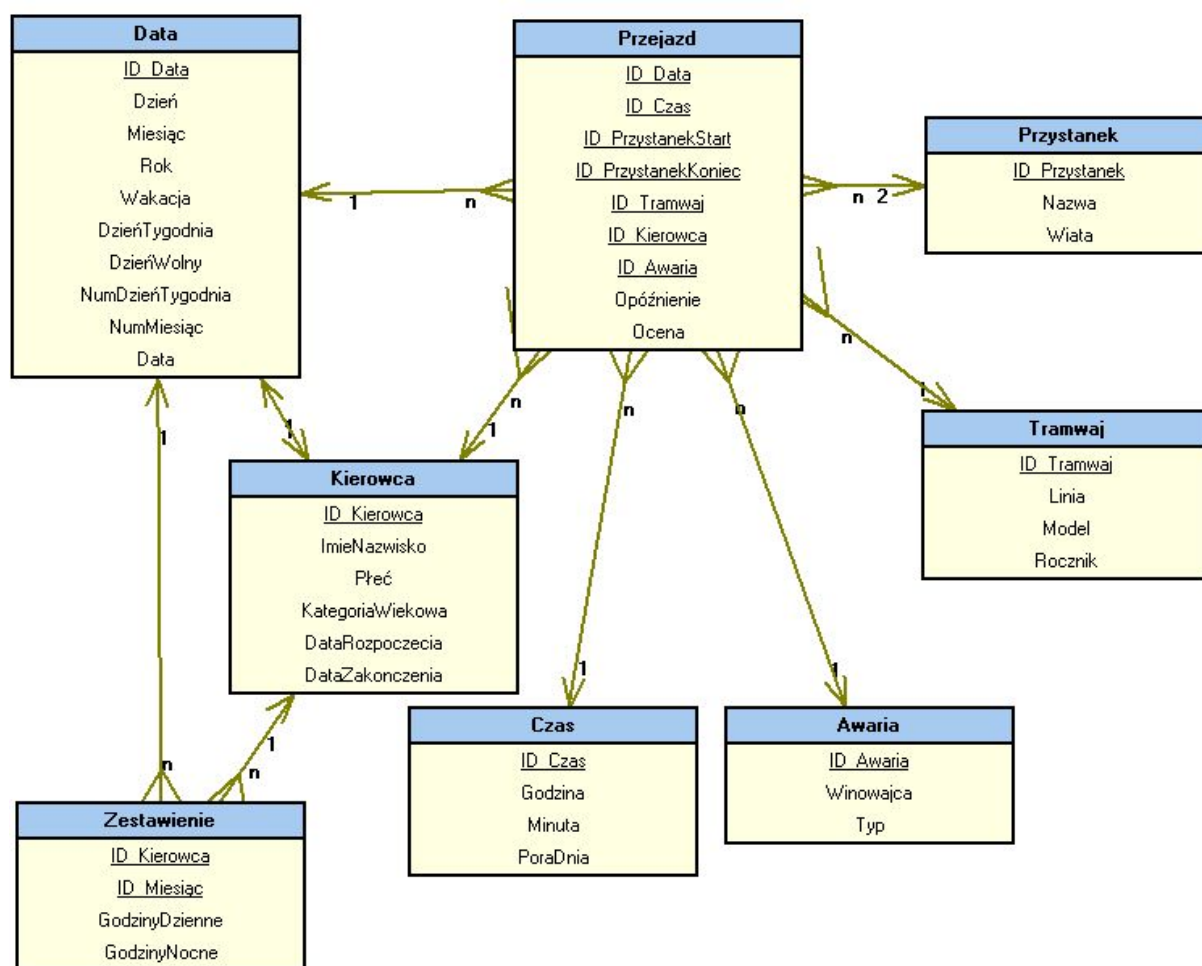 Data
ID_Data
Dzień
Miesiąc
Rok
Wakacja
DzieńTygodnia
DzieńWolny
NumDzieńTygodnia
NumMiesiąc
Data
Przejazd
ID_Data
ID_Czas
ID_PrzystanekStart
ID_PrzystanekKoniec
ID_Tramwaj
ID_Kierowca
ID_Awaria
Opóźnienie
Ocena
Przystanek
ID_Przystanek
Nazwa
Wiata
1
n
n
2
n
1
Tramwaj
ID_Tramwaj
Linia
Model
Rocznik
1
n
1
n
1
n
1
Kierowca
ID_Kierowca
ImieNazwisko
Płeć
KategoriaWiekowa
DataRozpoczecia
DataZakonczenia
1
n
1
n
Czas
ID_Czas
Godzina
Minuta
PoraDnia
Awaria
ID_Awaria
Winowajca
Typ
Zestawienie
ID_Kierowca
ID_Miesiąc
GodzinyDzienne
GodzinyNocne